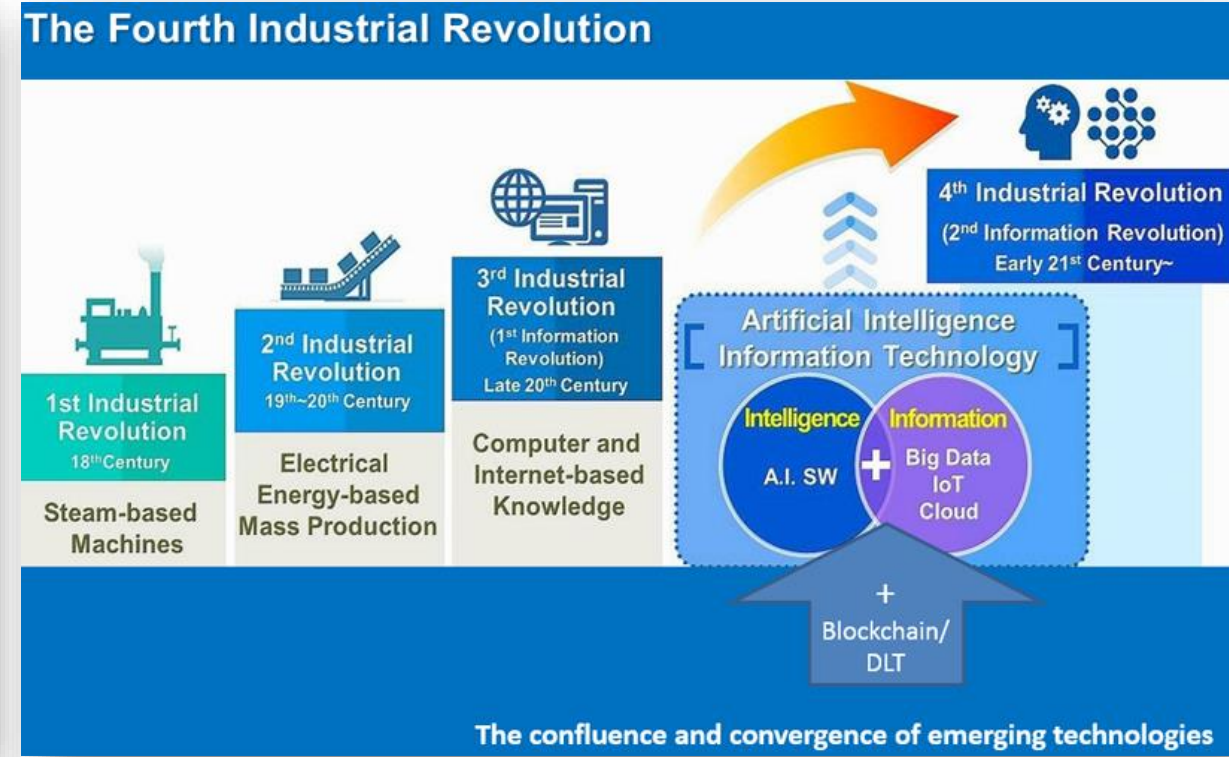 The Fourth Industrial Revolution
1st Industrial
Revolution
18thCentury
Steam-based
Machines
2nd Industrial
Revolution
19th~20th Century
Electrical
Energy-based
Mass Production
3rd Industrial
Revolution
(1st Information
Revolution)
Late 20th Century
Computer and
Internet-based
Knowledge
4th Industrial Revolution
(2nd Information Revolution)
Early 21st Century~
Artificial Intelligence
Information Technology
Intelligence
A.I. SW
+
Information
Big Data
IoT
Cloud
+
Blockchain/
DLT
The confluence and convergence of emerging technologies